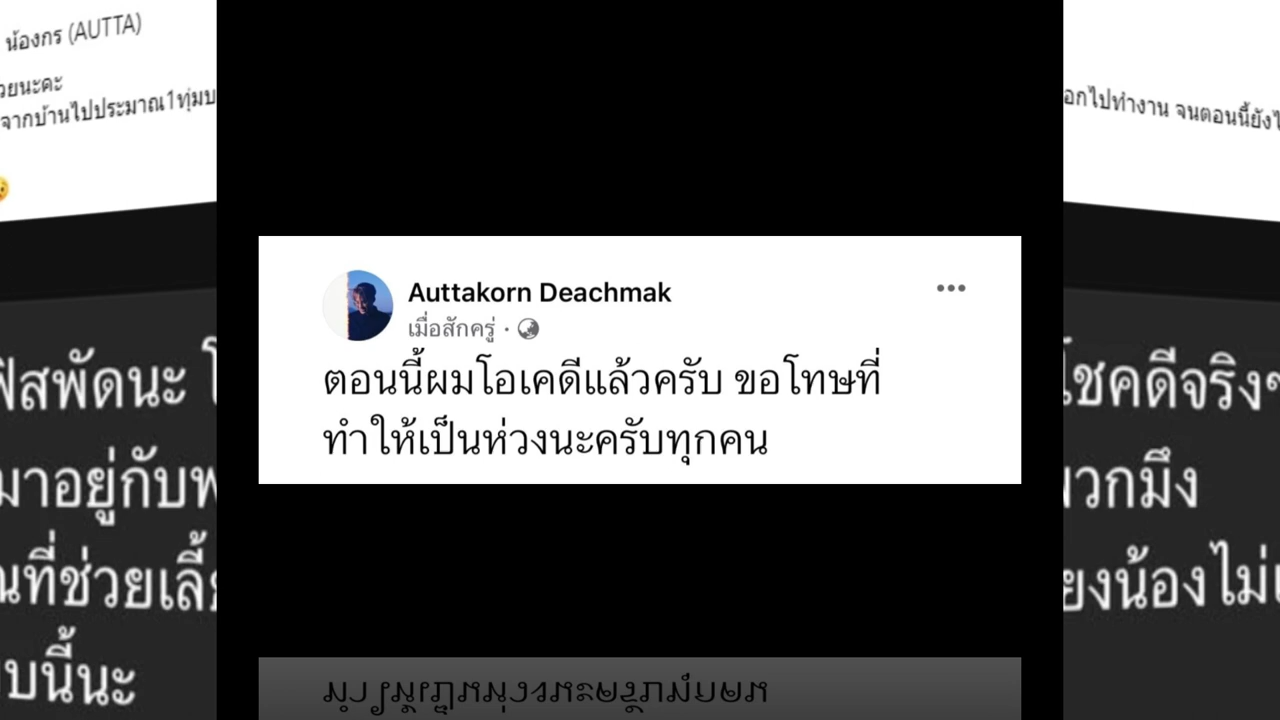 น้องกร (AUTTA)
วยนะคะ
จากบ้านไปประมาณ1ทุ่ม
อกไปทำงาน จนตอนนี้ยัง
Auttakorn Deachmak
เมื่อสักครู่ ·
ตอนนี้ผมโอเคดีแล้วครับ ขอโทษที่
ทำให้เป็นห่วงนะครับทุกคน
ฟิสพัดนะ
โชคดีจริงๆ
มาอยู่กับพ
พวกมึง
ณที่ช่วยเลี้ย
ยงน้องไม่
บนี้นะ